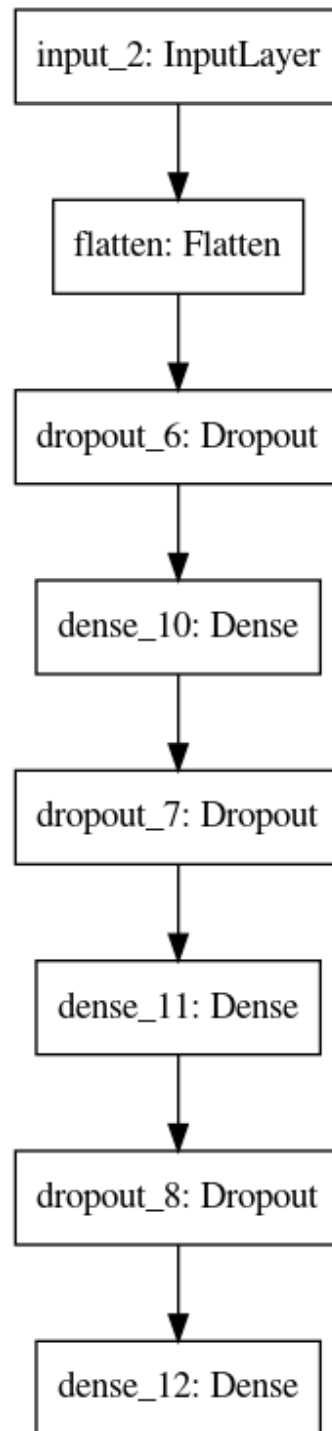 input_2: InputLayer
flatten: Flatten
dropout_6: Dropout
dense_10: Dense
dropout_7: Dropout
dense_11: Dense
dropout_8: Dropout
dense_12: Dense